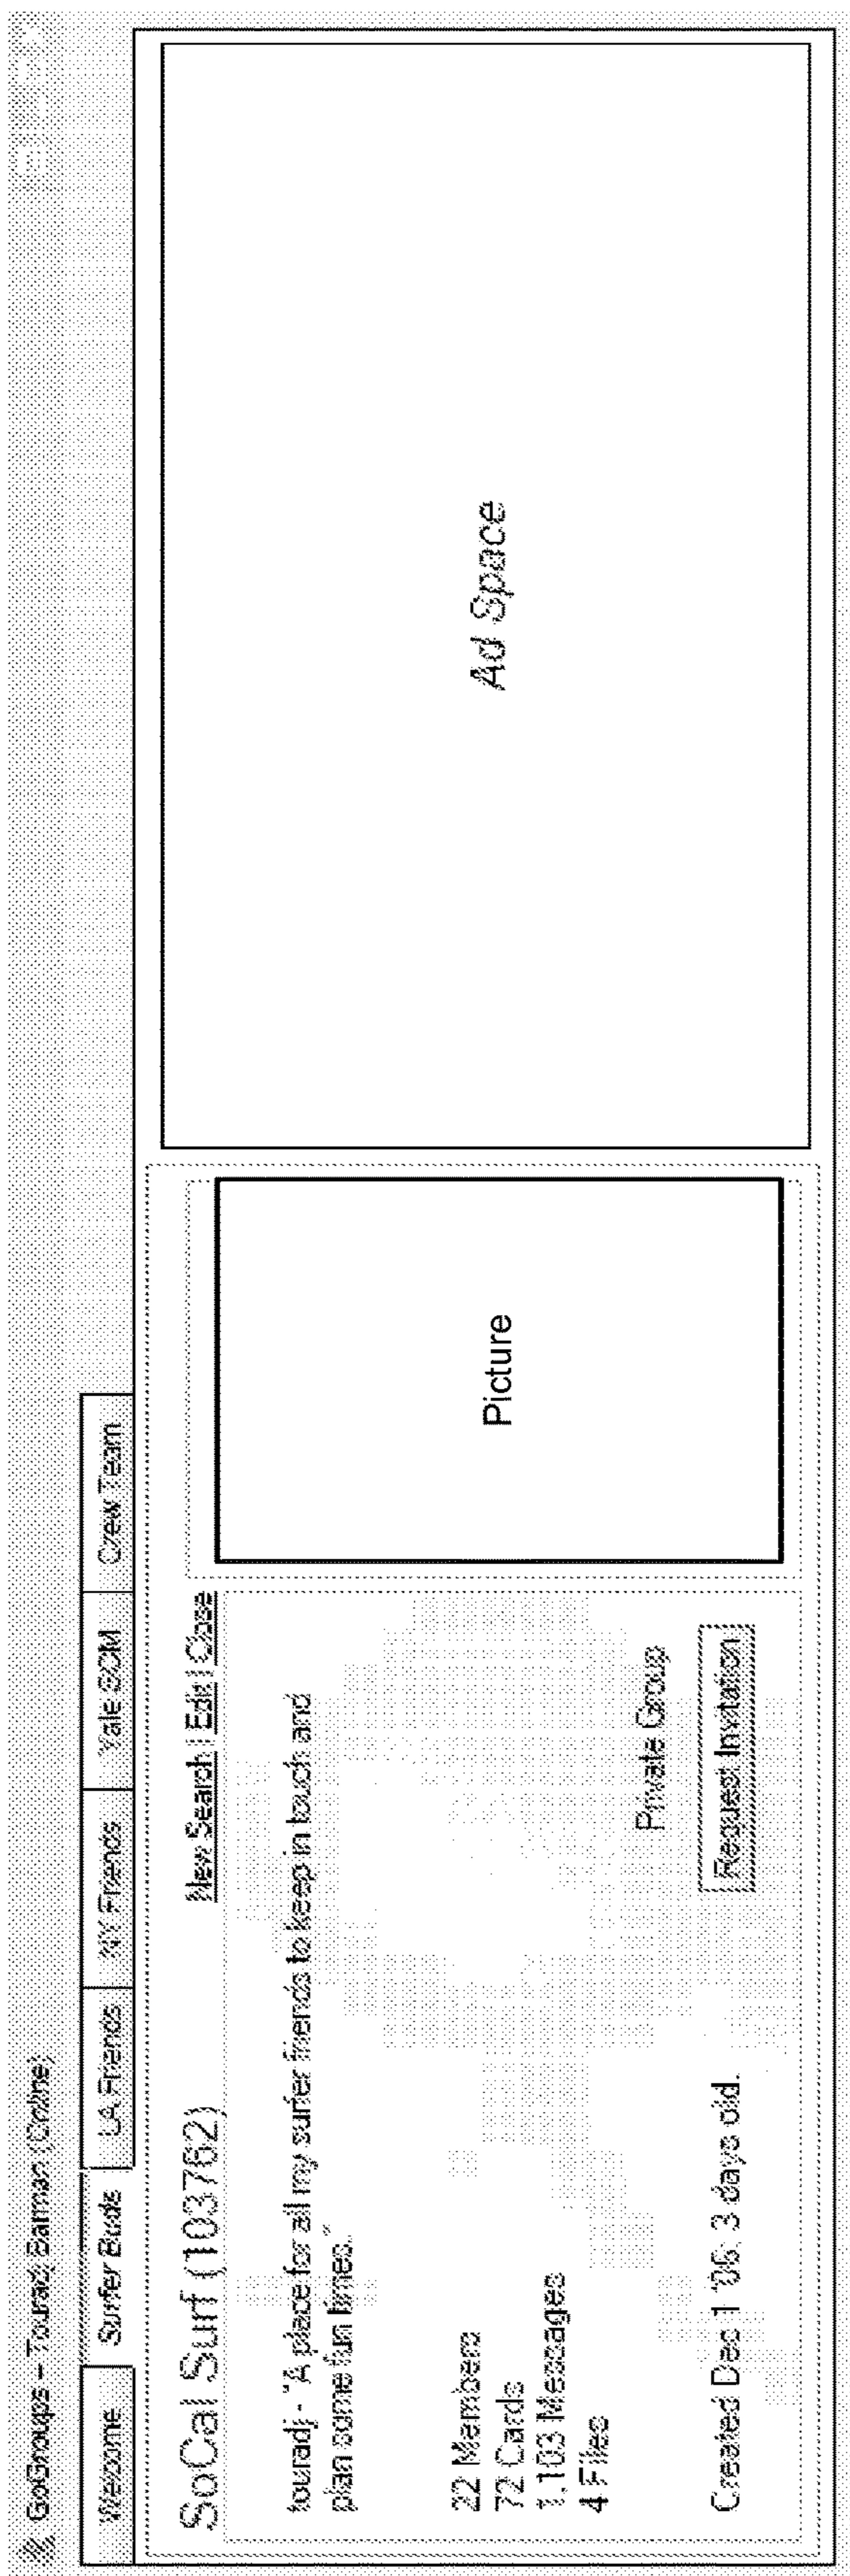 GoGroups – Touradj Barman (Online)
Welcome
Surfer Buds
LA Friends
NY Friends
Yale SOM
Crew Team
SoCal Surf (103762)
New Search | Edit | Close
touradj - "A place for all my surfer friends to keep in touch and
plan some fun times."
22 Members
72 Cards
1,103 Messages
4 Files
Private Group
Created Dec 1 '06, 3 days old.
Request Invitation
Picture
Ad Space